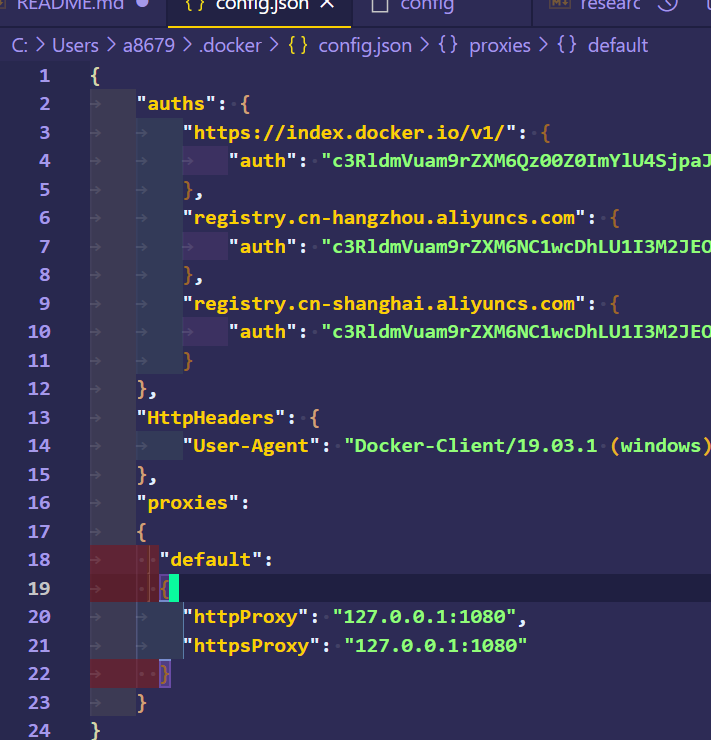 README.md
{} config.json
config
researc
C: > Users > a8679 > .docker > {} config.json > {} proxies > {} default
1 {
2 "auths": {
3 "https://index.docker.io/v1/": {
4 "auth": "c3RldmVuam9rZXM6Qz00Z0ImYlU4SjpaJ
5 },
6 "registry.cn-hangzhou.aliyuncs.com": {
7 "auth": "c3RldmVuam9rZXM6NC1wcDhLU1I3M2JEO
8 },
9 "registry.cn-shanghai.aliyuncs.com": {
10 "auth": "c3RldmVuam9rZXM6NC1wcDhLU1I3M2JEO
11 }
12 },
13 "HttpHeaders": {
14 "User-Agent": "Docker-Client/19.03.1 (windows)
15 },
16 "proxies":
17 {
18 "default":
19 {
20 "httpProxy": "127.0.0.1:1080",
21 "httpsProxy": "127.0.0.1:1080"
22 }
23 }
24 }